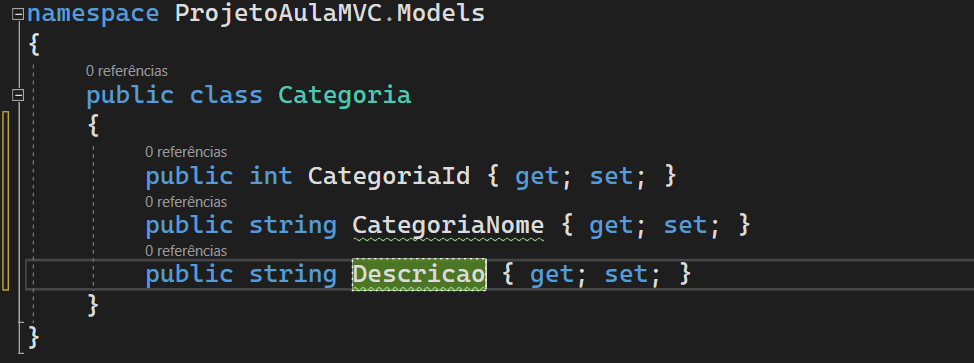 namespace ProjetoAulaMVC.Models
{
0 referências
public class Categoria
{
0 referências
public int CategoriaId { get; set; }
0 referências
public string CategoriaNome { get; set; }
0 referências
public string Descricao { get; set; }
}
}